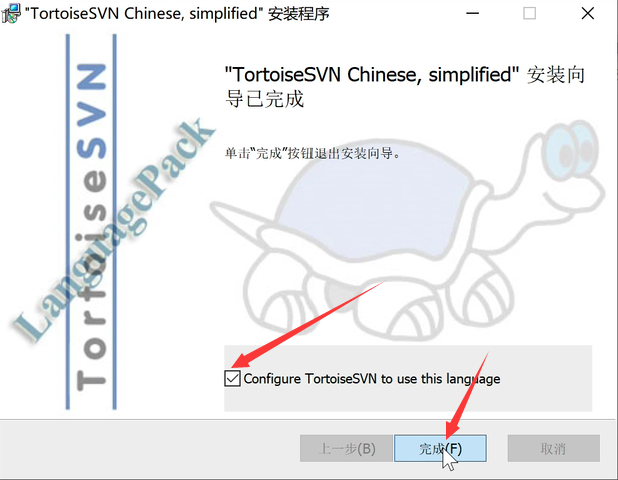 "TortoiseSVN Chinese, simplified" 安装程序
TortoiseSVN
LanguagePack
"TortoiseSVN Chinese, simplified" 安装向
导已完成
单击“完成”按钮退出安装向导。
Configure TortoiseSVN to use this language
上一步(B)
完成(F)
取消